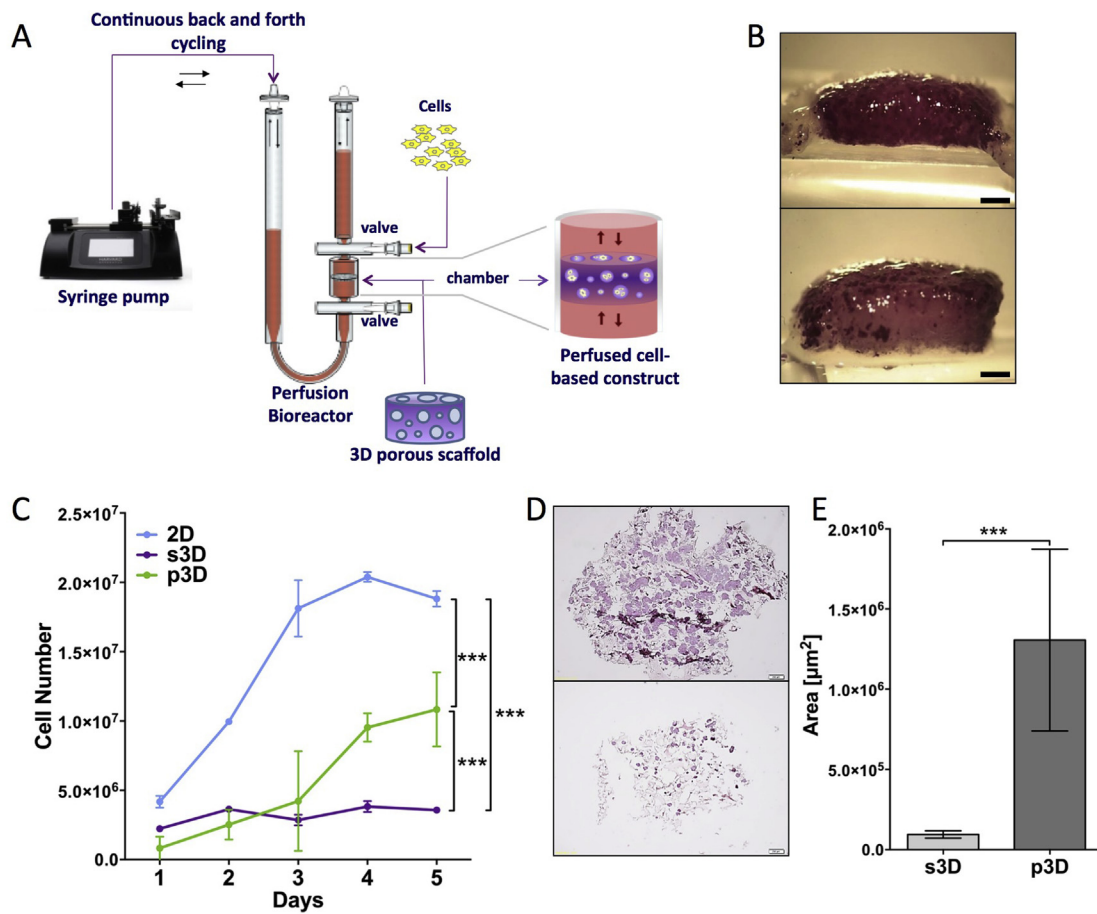 A
Continuous back and forth
cycling
Cells
valve
chamber
valve
Syringe pump
Perfusion
Bioreactor
3D porous scaffold
Perfused cell-
based construct
B
C
2.5×10⁷
2.0×10⁷
1.5×10⁷
1.0×10⁷
5.0×10⁶
0.0
Cell Number
2D
s3D
p3D
***
***
***
1 2 3 4 5
Days
D
E
***
2.0×10⁶
1.5×10⁶
1.0×10⁶
5.0×10⁵
0.0
Area [µm²]
s3D p3D